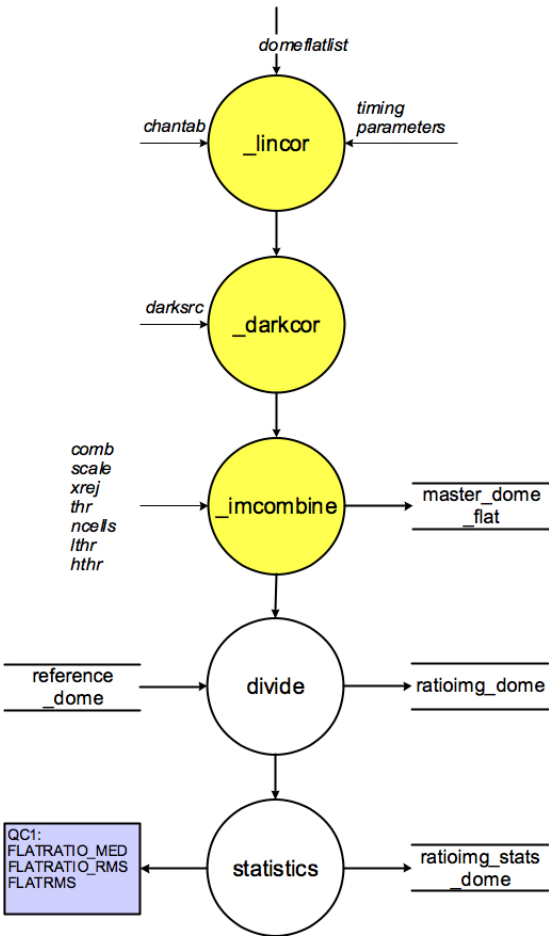 domeflatlist
chantab
timing
parameters
_lincor
darksrc
_darkcor
comb
scale
xrej
thr
ncells
lthr
hthr
_imcombine
master_dome
_flat
reference
_dome
divide
ratioimg_dome
QC1:
FLATRATIO_MED
FLATRATIO_RMS
FLATRMS
statistics
ratioimg_stats
_dome